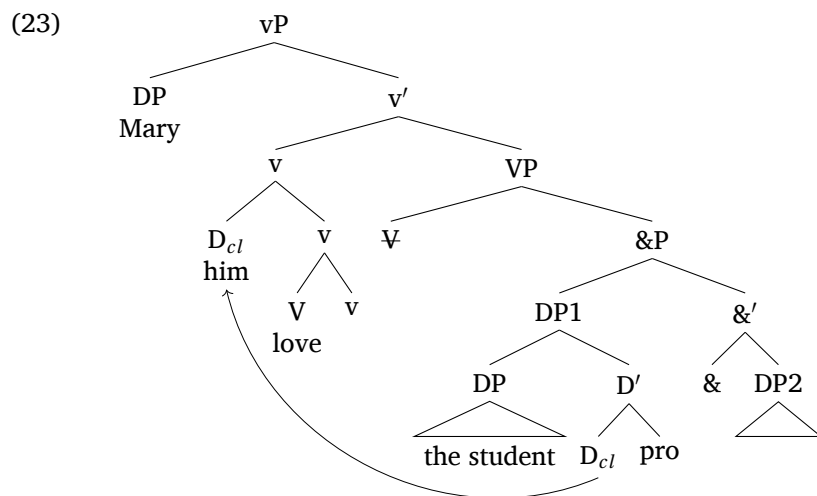 (23)
vP
DP
Mary
v′
v
VP
D_cl
him
v
V
&P
V
love
v
DP1
&′
DP
D′
&
DP2
the student
D_cl
pro